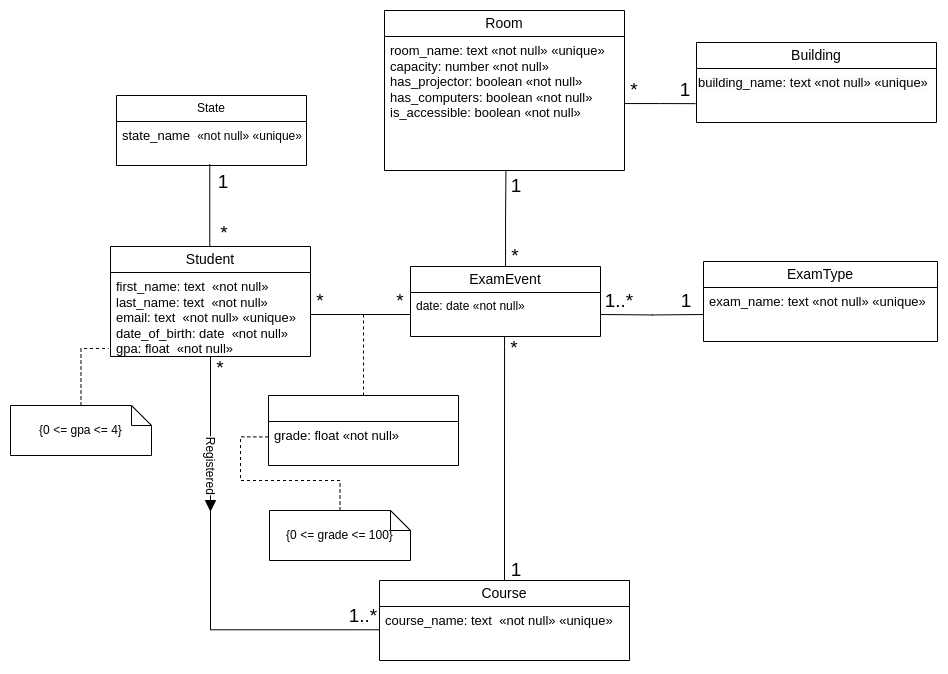 Room
room_name: text «not null» «unique»
capacity: number «not null»
has_projector: boolean «not null»
has_computers: boolean «not null»
is_accessible: boolean «not null»
*
1
Building
building_name: text «not null» «unique»
State
state_name «not null» «unique»
1
*
1
*
Student
first_name: text «not null»
last_name: text «not null»
email: text «not null» «unique»
date_of_birth: date «not null»
gpa: float «not null»
*
*
ExamEvent
date: date «not null»
1..*
1
ExamType
exam_name: text «not null» «unique»
*
*
{0 <= gpa <= 4}
grade: float «not null»
Registered
{0 <= grade <= 100}
1
1..*
Course
course_name: text «not null» «unique»